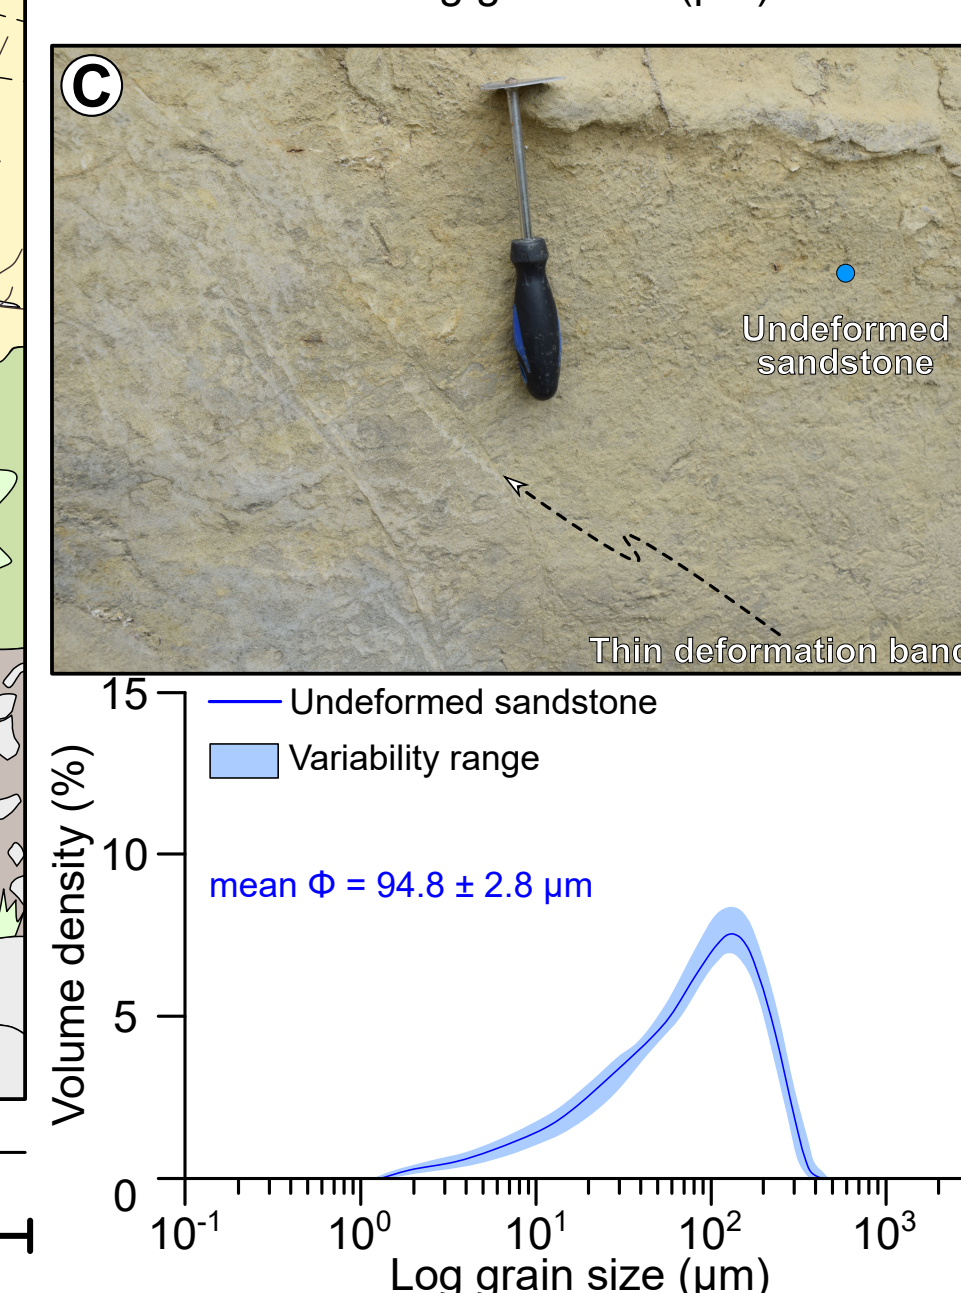 C
Undeformed
sandstone
Thin deformation band
15
Undeformed sandstone
Variability range
Volume density (%)
10
mean Φ = 94.8 ± 2.8 µm
5
0
10-1 100 101 102 103
Log grain size (µm)